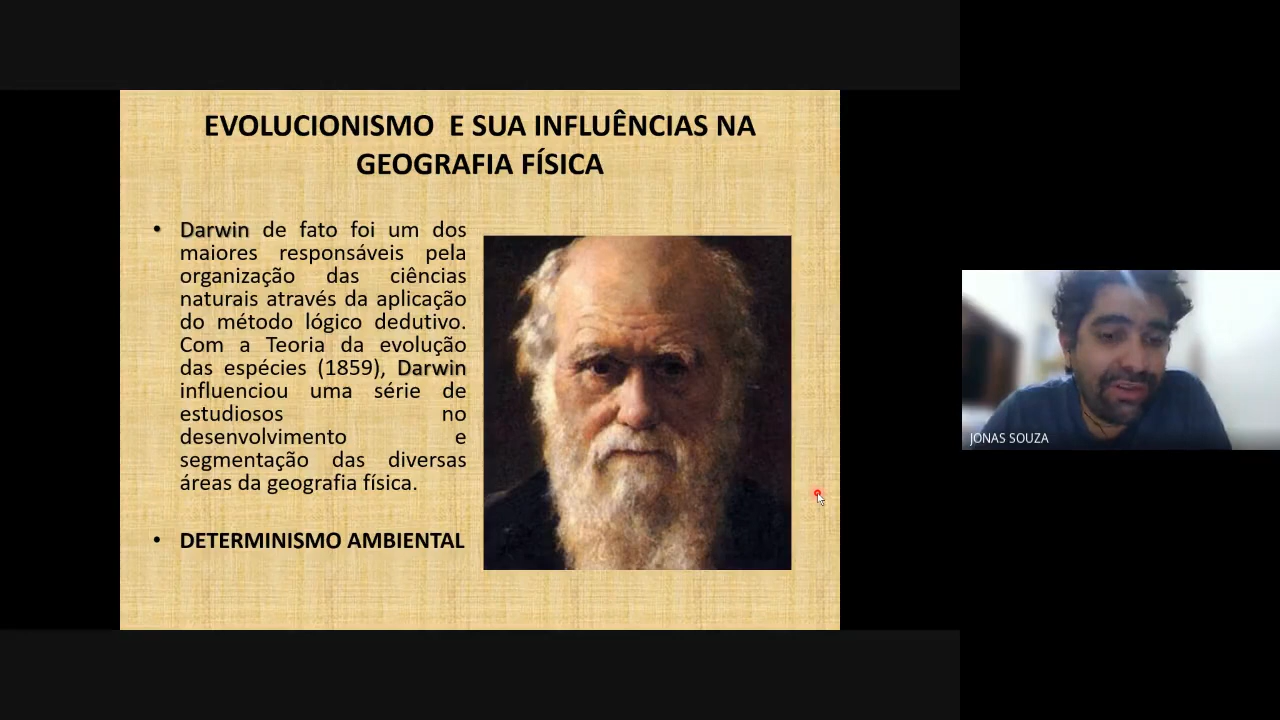 EVOLUCIONISMO E SUA INFLUÊNCIAS NA
GEOGRAFIA FÍSICA
• Darwin de fato foi um dos
maiores responsáveis pela
organização das ciências
naturais através da aplicação
do método lógico dedutivo.
Com a Teoria da evolução
das espécies (1859), Darwin
influenciou uma série de
estudiosos no
desenvolvimento e
segmentação das diversas
áreas da geografia física.
• DETERMINISMO AMBIENTAL
JONAS SOUZA